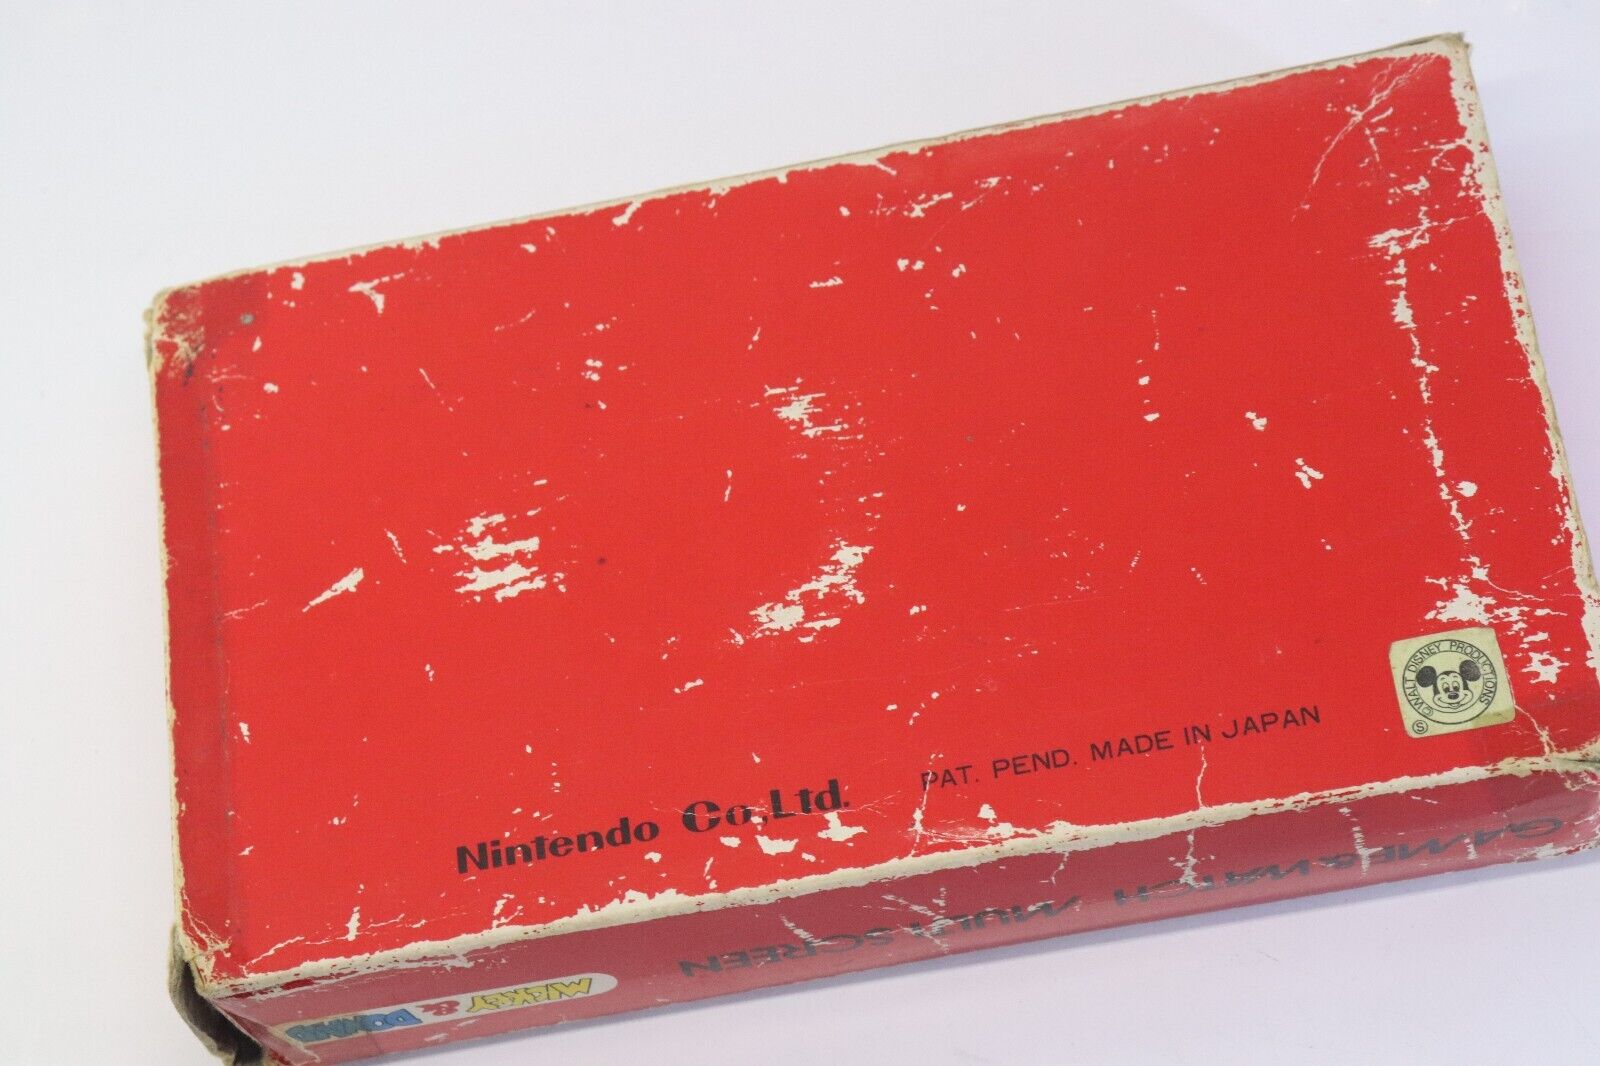 © WALT DISNEY PRODUCTIONS
S
PAT. PEND. MADE IN JAPAN
Nintendo Co.,Ltd.
GAME&WATCH MULTI SCREEN
MICKEY & DONALD